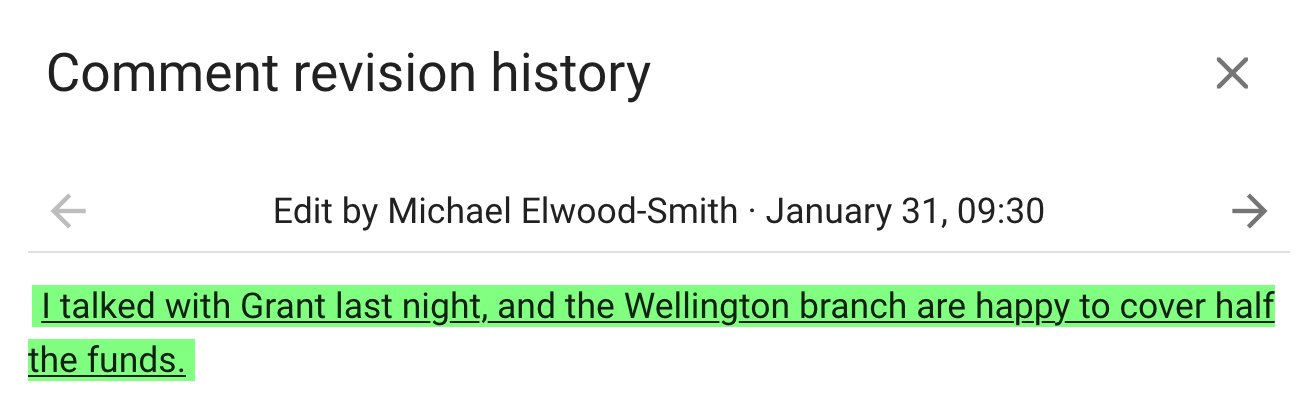 Comment revision history
Edit by Michael Elwood-Smith · January 31, 09:30
I talked with Grant last night, and the Wellington branch are happy to cover half
the funds.